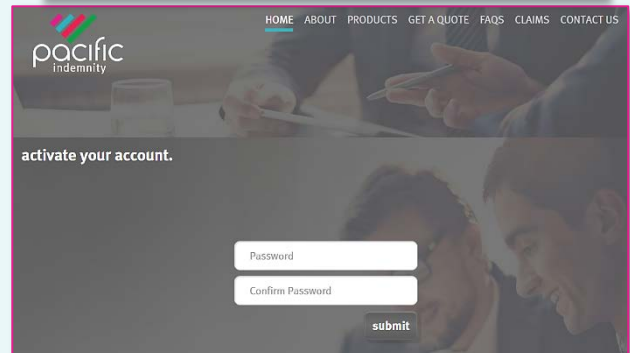 HOME ABOUT PRODUCTS GET A QUOTE FAQS CLAIMS CONTACT US
pacific
indemnity
activate your account.
Password
Confirm Password
submit